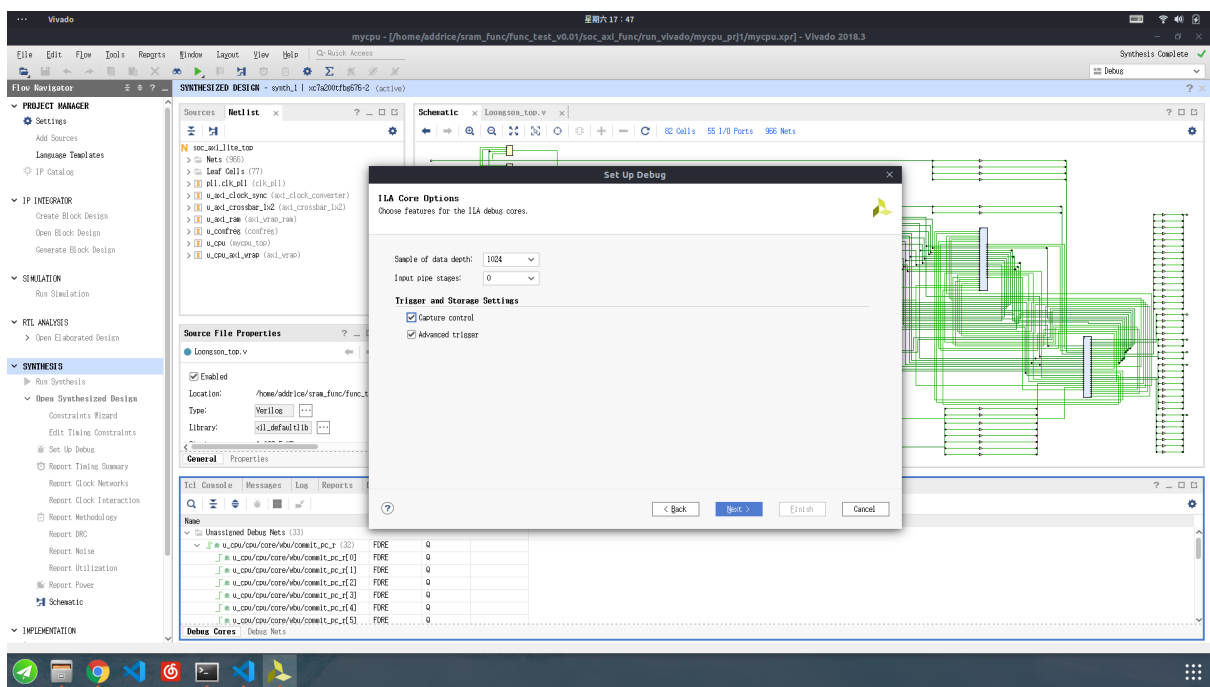 Vivado
星期六 17 : 47
mycpu - [/home/addrice/sram_func/func_test_v0.01/soc_axi_func/run_vivado/mycpu_prj1/mycpu.xpr] - Vivado 2018.3
File Edit Flow Tools Reports Window Layout View Help Quick Access
Synthesis Complete
Debug
Flow Navigator
SYNTHESIZED DESIGN - synth_1 | xc7a200tfbg676-2 (active)
PROJECT MANAGER
Settings
Add Sources
Language Templates
IP Catalog
IP INTEGRATOR
Create Block Design
Open Block Design
Generate Block Design
SIMULATION
Run Simulation
RTL ANALYSIS
Open Elaborated Design
SYNTHESIS
Run Synthesis
Open Synthesized Design
Constraints Wizard
Edit Timing Constraints
Set Up Debug
Report Timing Summary
Report Clock Networks
Report Clock Interaction
Report Methodology
Report DRC
Report Noise
Report Utilization
Report Power
Schematic
IMPLEMENTATION
Sources Netlist
N soc_axi_lite_top
Nets (966)
Leaf Cells (77)
pll.clk_pll (clk_pll)
u_axi_clock_sync (axi_clock_converter)
u_axi_crossbar_1x2 (axi_crossbar_1x2)
u_axi_ram (axi_wrap_ram)
u_confreg (confreg)
u_cpu (mycpu_top)
u_cpu_axi_wrap (axi_wrap)
Source File Properties
Loongson_top.v
Enabled
Location: /home/addrice/sram_func/func_t
Type: Verilog
Library: xil_defaultlib
General Properties
Schematic Loongson_top.v
82 Cells 55 I/O Ports 966 Nets
Set Up Debug
ILA Core Options
Choose features for the ILA debug cores.
Sample of data depth: 1024
Input pipe stages: 0
Trigger and Storage Settings
Capture control
Advanced trigger
< Back Next > Finish Cancel
Tcl Console Messages Log Reports
Name
Unassigned Debug Nets (33)
u_cpu/cpu/core/wbu/commit_pc_r (32) FDRE Q
u_cpu/cpu/core/wbu/commit_pc_r[0] FDRE Q
u_cpu/cpu/core/wbu/commit_pc_r[1] FDRE Q
u_cpu/cpu/core/wbu/commit_pc_r[2] FDRE Q
u_cpu/cpu/core/wbu/commit_pc_r[3] FDRE Q
u_cpu/cpu/core/wbu/commit_pc_r[4] FDRE Q
u_cpu/cpu/core/wbu/commit_pc_r[5] FDRE Q
Debug Cores Debug Nets